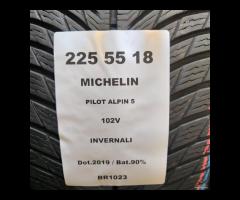 225 55 18
MICHELIN
PILOT ALPIN 5
102V
INVERNALI
Dot.2019 / Bat.90%
BR1023